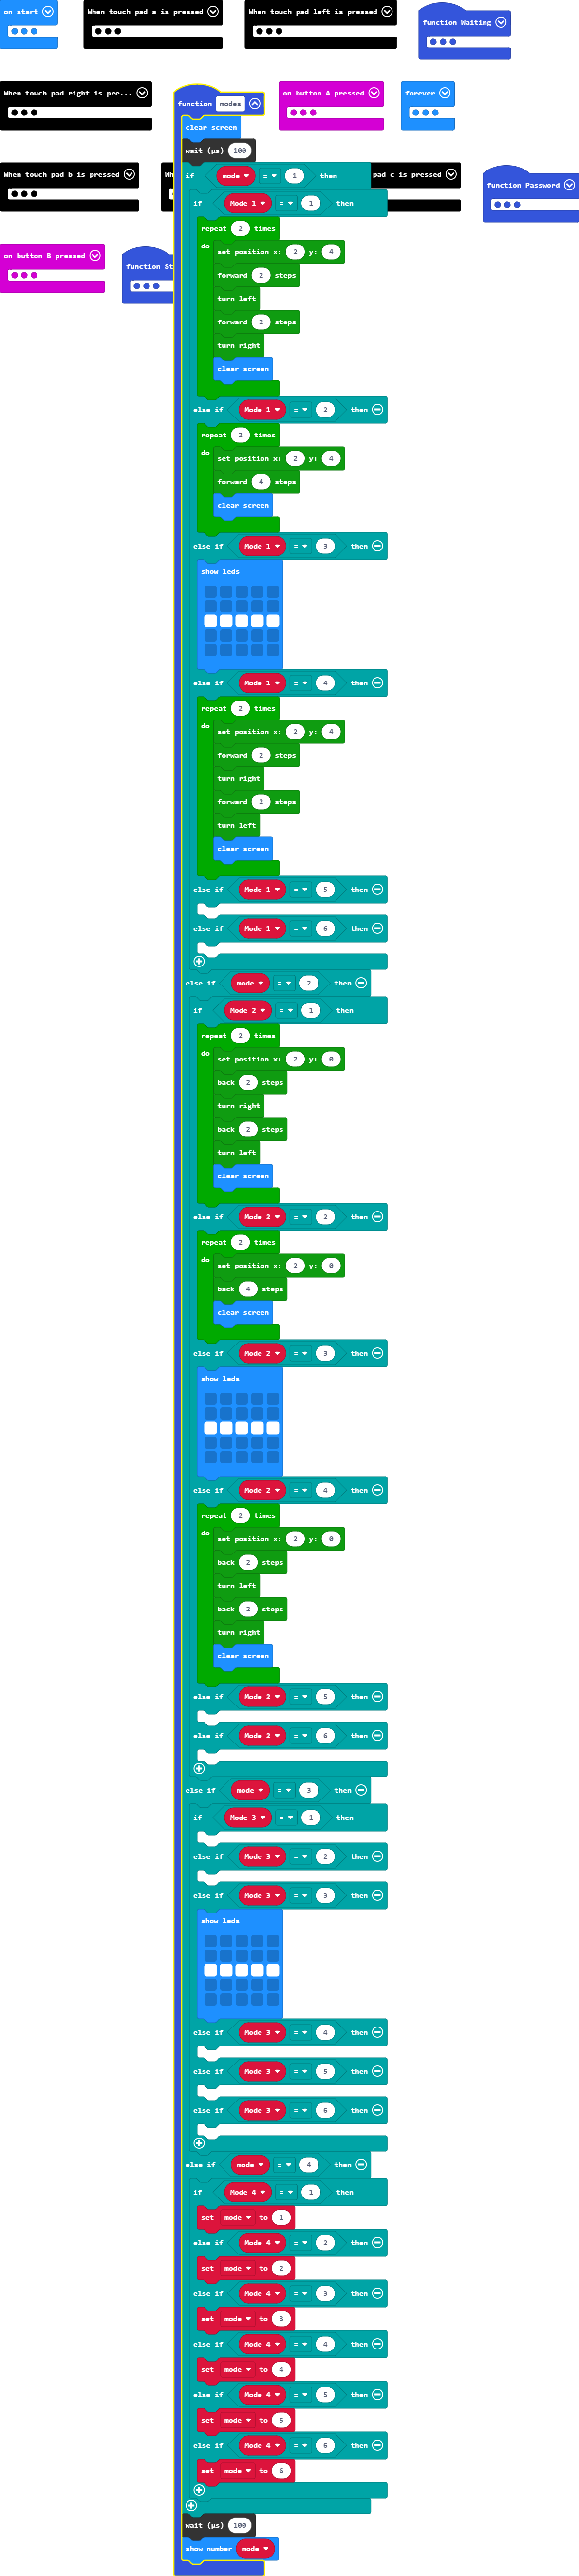 on start
When touch pad a is pressed
When touch pad left is pressed
function Waiting
When touch pad right is pre...
function modes
on button A pressed
forever
clear screen
wait (µs) 100
When touch pad b is pressed
pad c is pressed
function Password
if mode = 1 then
if Mode 1 = 1 then
repeat 2 times
do set position x: 2 y: 4
on button B pressed
function St
forward 2 steps
turn left
forward 2 steps
turn right
clear screen
else if Mode 1 = 2 then
repeat 2 times
do set position x: 2 y: 4
forward 4 steps
clear screen
else if Mode 1 = 3 then
show leds
else if Mode 1 = 4 then
repeat 2 times
do set position x: 2 y: 4
forward 2 steps
turn right
forward 2 steps
turn left
clear screen
else if Mode 1 = 5 then
else if Mode 1 = 6 then
else if mode = 2 then
if Mode 2 = 1 then
repeat 2 times
do set position x: 2 y: 0
back 2 steps
turn right
back 2 steps
turn left
clear screen
else if Mode 2 = 2 then
repeat 2 times
do set position x: 2 y: 0
back 4 steps
clear screen
else if Mode 2 = 3 then
show leds
else if Mode 2 = 4 then
repeat 2 times
do set position x: 2 y: 0
back 2 steps
turn left
back 2 steps
turn right
clear screen
else if Mode 2 = 5 then
else if Mode 2 = 6 then
else if mode = 3 then
if Mode 3 = 1 then
else if Mode 3 = 2 then
else if Mode 3 = 3 then
show leds
else if Mode 3 = 4 then
else if Mode 3 = 5 then
else if Mode 3 = 6 then
else if mode = 4 then
if Mode 4 = 1 then
set mode to 1
else if Mode 4 = 2 then
set mode to 2
else if Mode 4 = 3 then
set mode to 3
else if Mode 4 = 4 then
set mode to 4
else if Mode 4 = 5 then
set mode to 5
else if Mode 4 = 6 then
set mode to 6
wait (µs) 100
show number mode